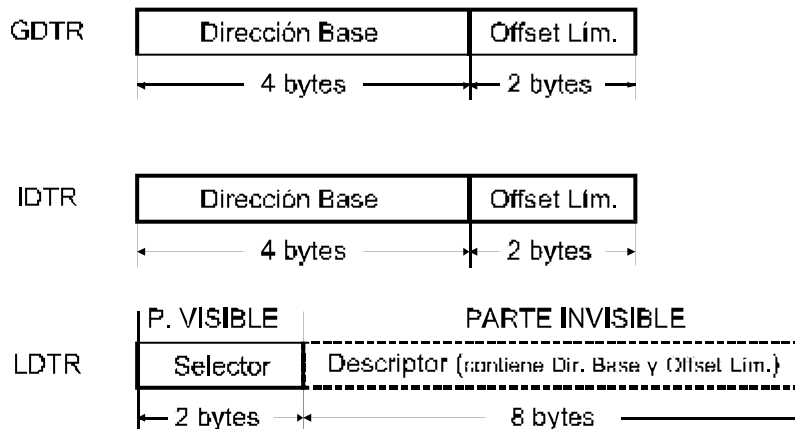 GDTR Dirección Base Offset Lím.
4 bytes 2 bytes
IDTR Dirección Base Offset Lím.
4 bytes 2 bytes
P. VISIBLE PARTE INVISIBLE
LDTR Selector Descriptor (contiene Dir. Base y Offset Lím.)
2 bytes 8 bytes